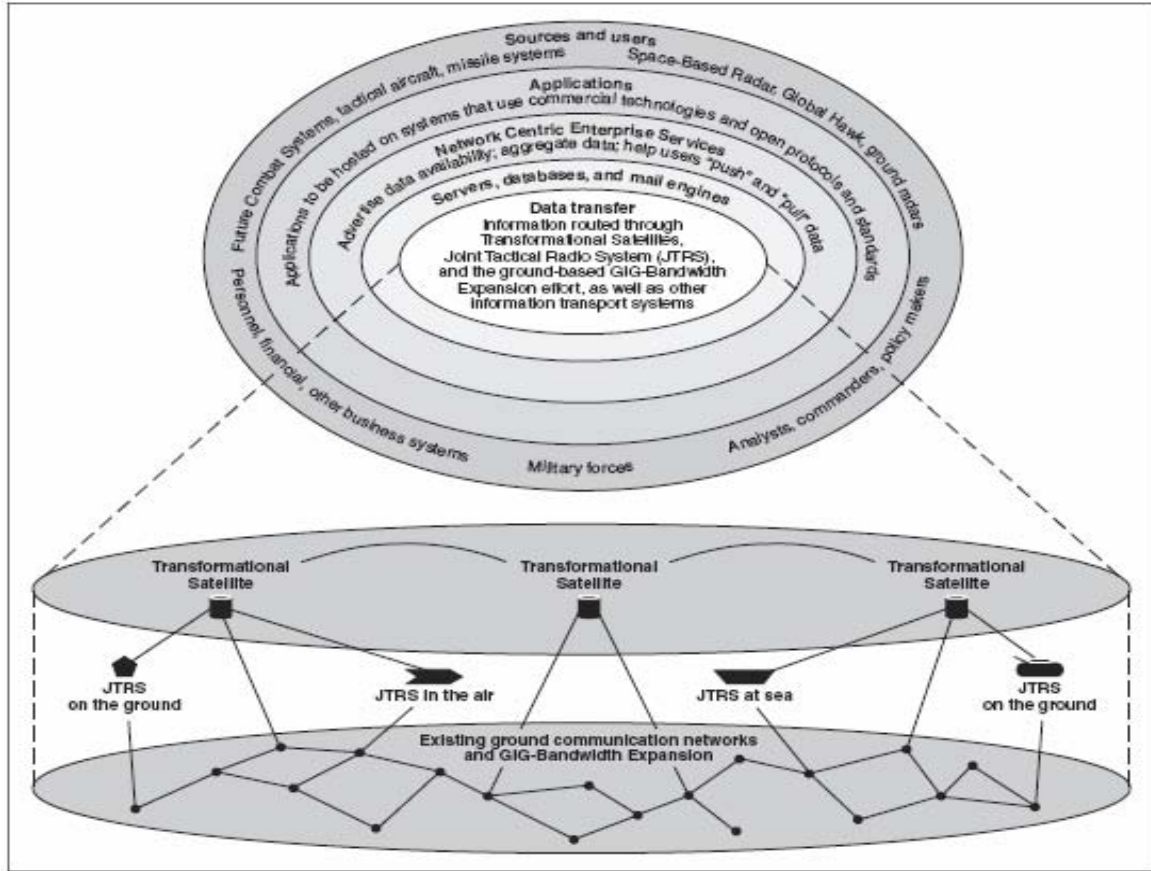 Sources and users
Future Combat Systems, tactical aircraft, missile systems
Space-Based Radar, Global Hawk, ground radars
Applications
Applications to be hosted on systems that use commercial technologies and open protocols and standards
Network Centric Enterprise Services
Advertise data availability; aggregate data; help users "push" and "pull" data
Servers, databases, and mail engines
Data transfer
Information routed through
Transformational Satellites,
Joint Tactical Radio System (JTRS),
and the ground-based GIG-Bandwidth
Expansion effort, as well as other
information transport systems
Personnel, financial, other business systems
Military forces
Analysts, commanders, policy makers
Transformational
Satellite
Transformational
Satellite
Transformational
Satellite
JTRS
on the ground
JTRS in the air
JTRS at sea
JTRS
on the ground
Existing ground communication networks
and GIG-Bandwidth Expansion